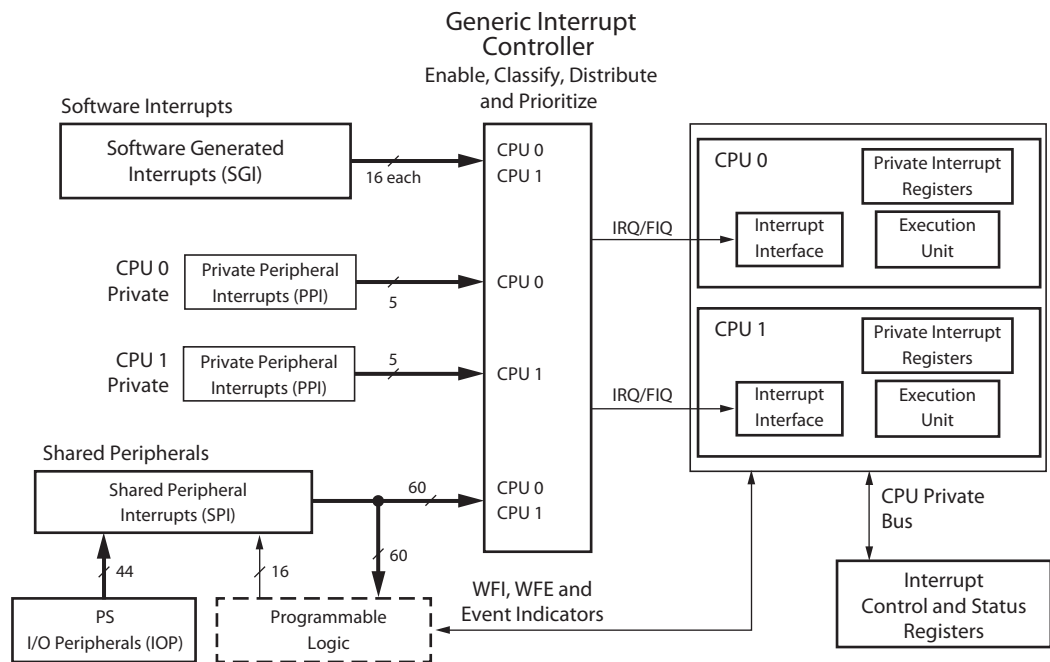 Generic Interrupt
Controller
Enable, Classify, Distribute
and Prioritize
Software Interrupts
Software Generated
Interrupts (SGI)
16 each
CPU 0
CPU 1
CPU 0
Private
Private Peripheral
Interrupts (PPI)
5
CPU 0
CPU 1
Private
Private Peripheral
Interrupts (PPI)
5
CPU 1
Shared Peripherals
Shared Peripheral
Interrupts (SPI)
60
CPU 0
CPU 1
44
16
60
PS
I/O Peripherals (IOP)
Programmable
Logic
WFI, WFE and
Event Indicators
IRQ/FIQ
CPU 0
Private Interrupt
Registers
Interrupt
Interface
Execution
Unit
IRQ/FIQ
CPU 1
Private Interrupt
Registers
Interrupt
Interface
Execution
Unit
CPU Private
Bus
Interrupt
Control and Status
Registers